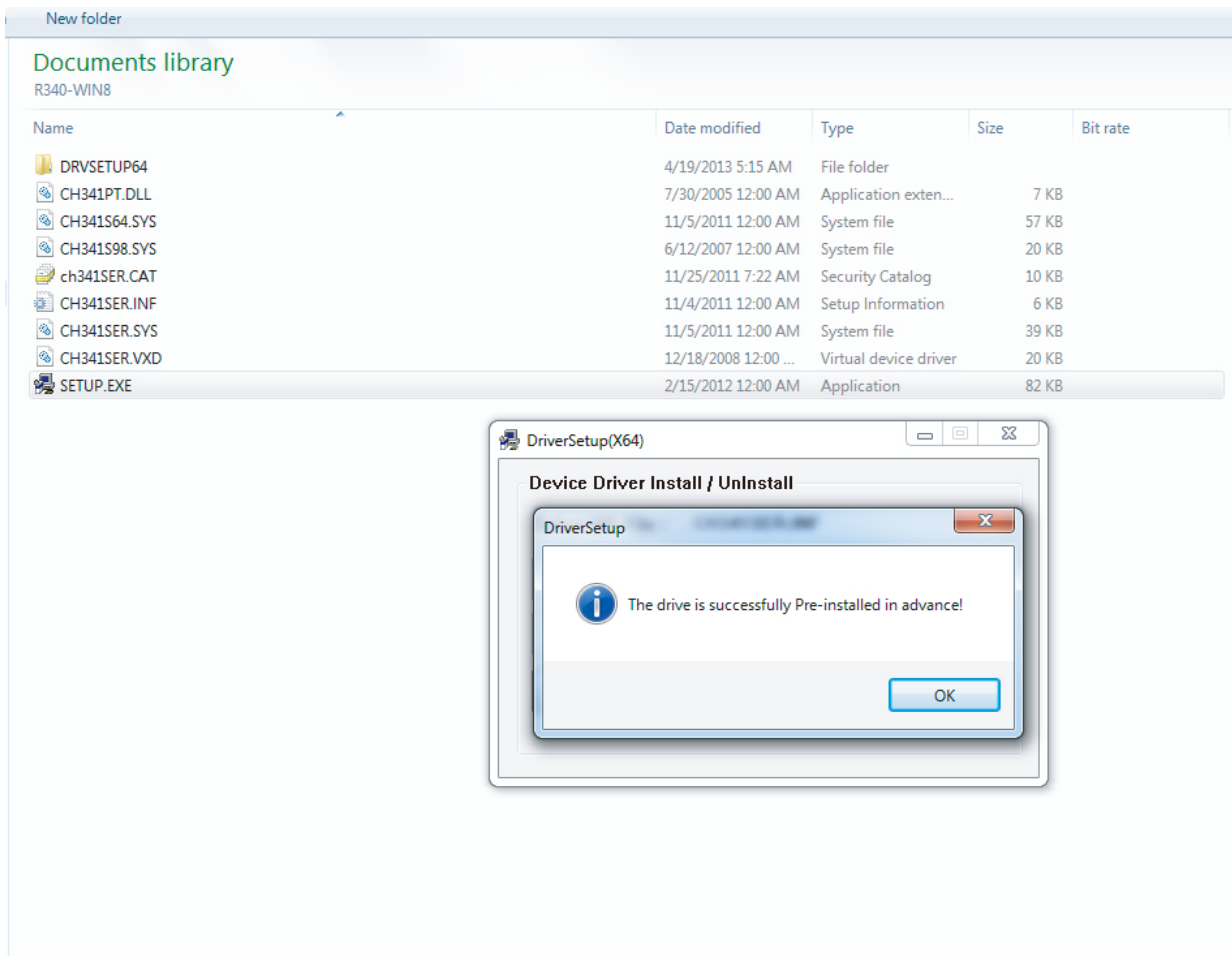 New folder
Documents library
R340-WIN8
Name Date modified Type Size Bit rate
DRVSETUP64 4/19/2013 5:15 AM File folder
CH341PT.DLL 7/30/2005 12:00 AM Application exten... 7 KB
CH341S64.SYS 11/5/2011 12:00 AM System file 57 KB
CH341S98.SYS 6/12/2007 12:00 AM System file 20 KB
ch341SER.CAT 11/25/2011 7:22 AM Security Catalog 10 KB
CH341SER.INF 11/4/2011 12:00 AM Setup Information 6 KB
CH341SER.SYS 11/5/2011 12:00 AM System file 39 KB
CH341SER.VXD 12/18/2008 12:00 ... Virtual device driver 20 KB
SETUP.EXE 2/15/2012 12:00 AM Application 82 KB
DriverSetup(X64)
Device Driver Install / UnInstall
DriverSetup
The drive is successfully Pre-installed in advance!
OK